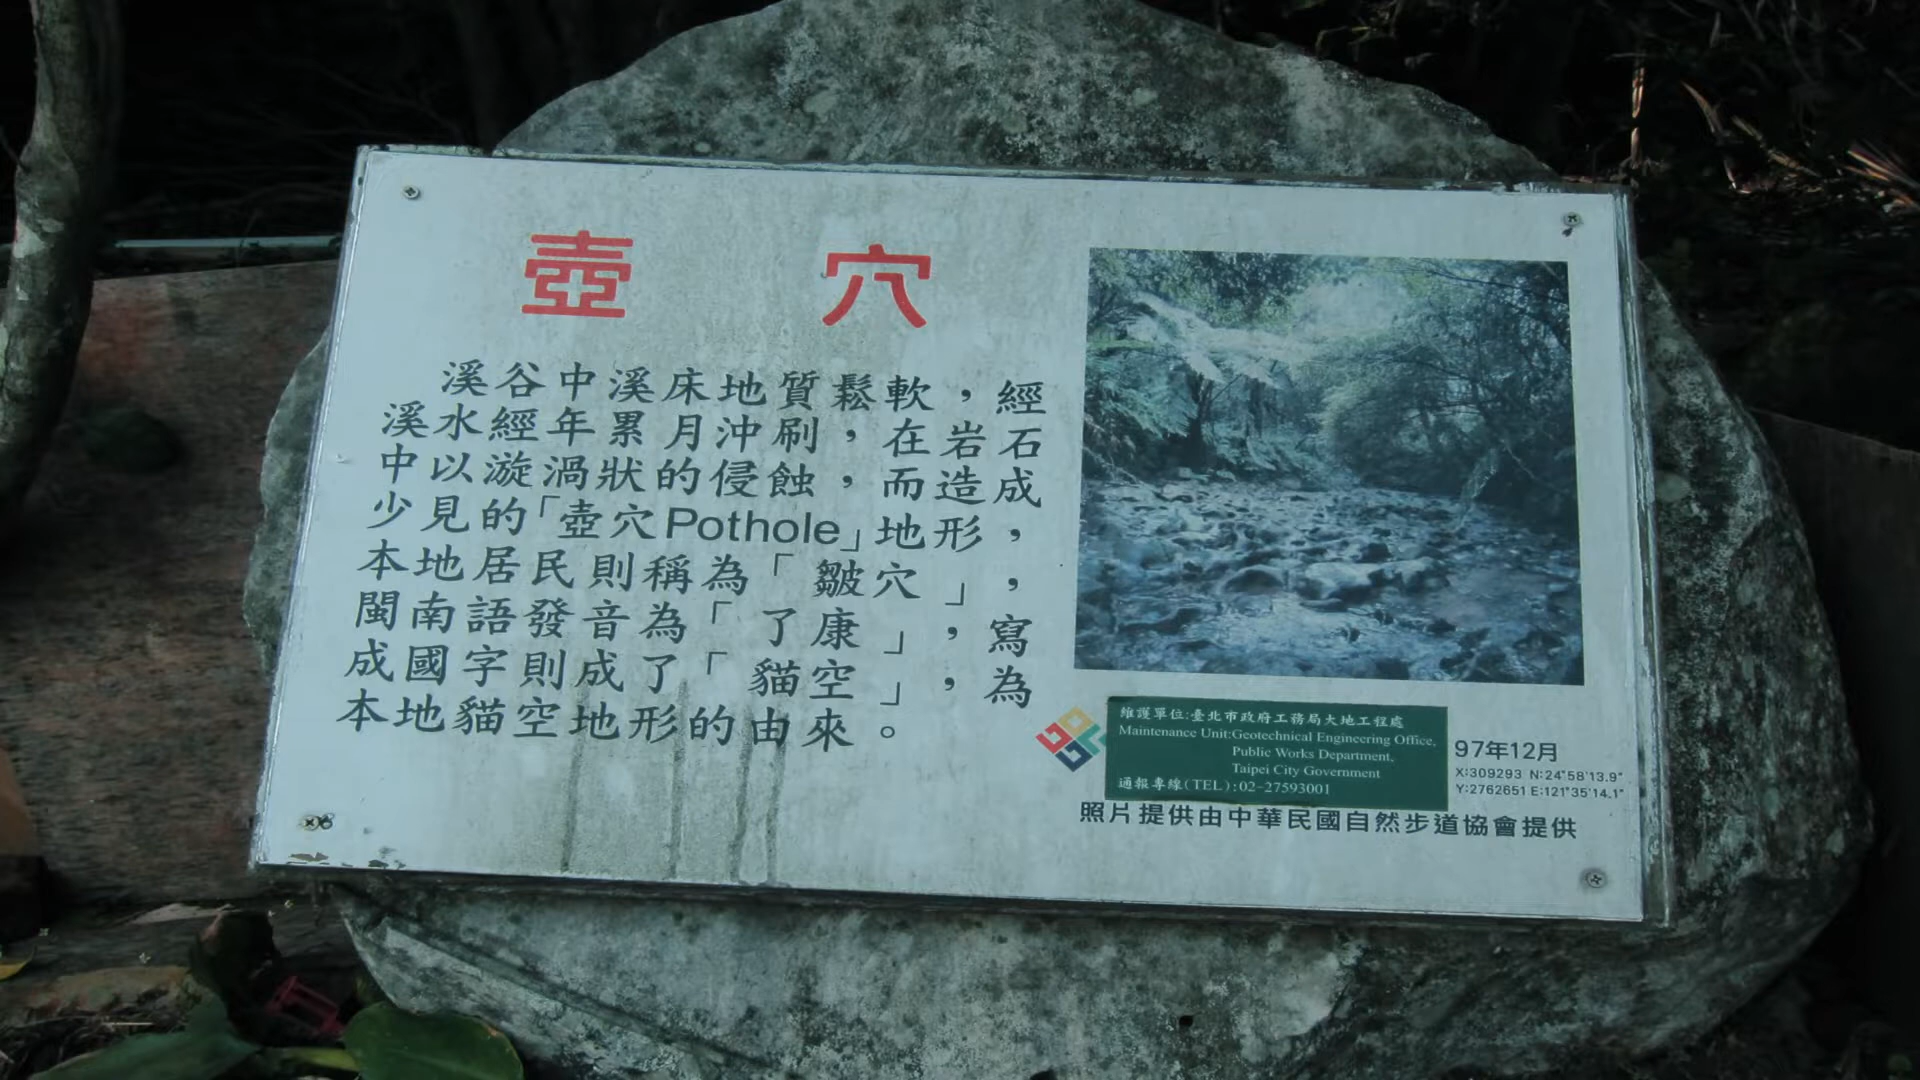 壺穴
溪谷中溪床地質鬆軟，經
溪水經年累月沖刷，在岩石
中以漩渦狀的侵蝕，而造成
少見的「壺穴Pothole」地形，
本地居民則稱為「皺穴」，
閩南語發音為「了康」，寫
成國字則成了「貓空」，為
本地貓空地形的由來。
維護單位:臺北市政府工務局大地工程處
Maintenance Unit:Geotechnical Engineering Office,
Public Works Department,
Taipei City Government
通報專線(TEL):02-27593001
97年12月
X:309293 N:24°58'13.9"
Y:2762651 E:121°35'14.1"
照片提供由中華民國自然步道協會提供